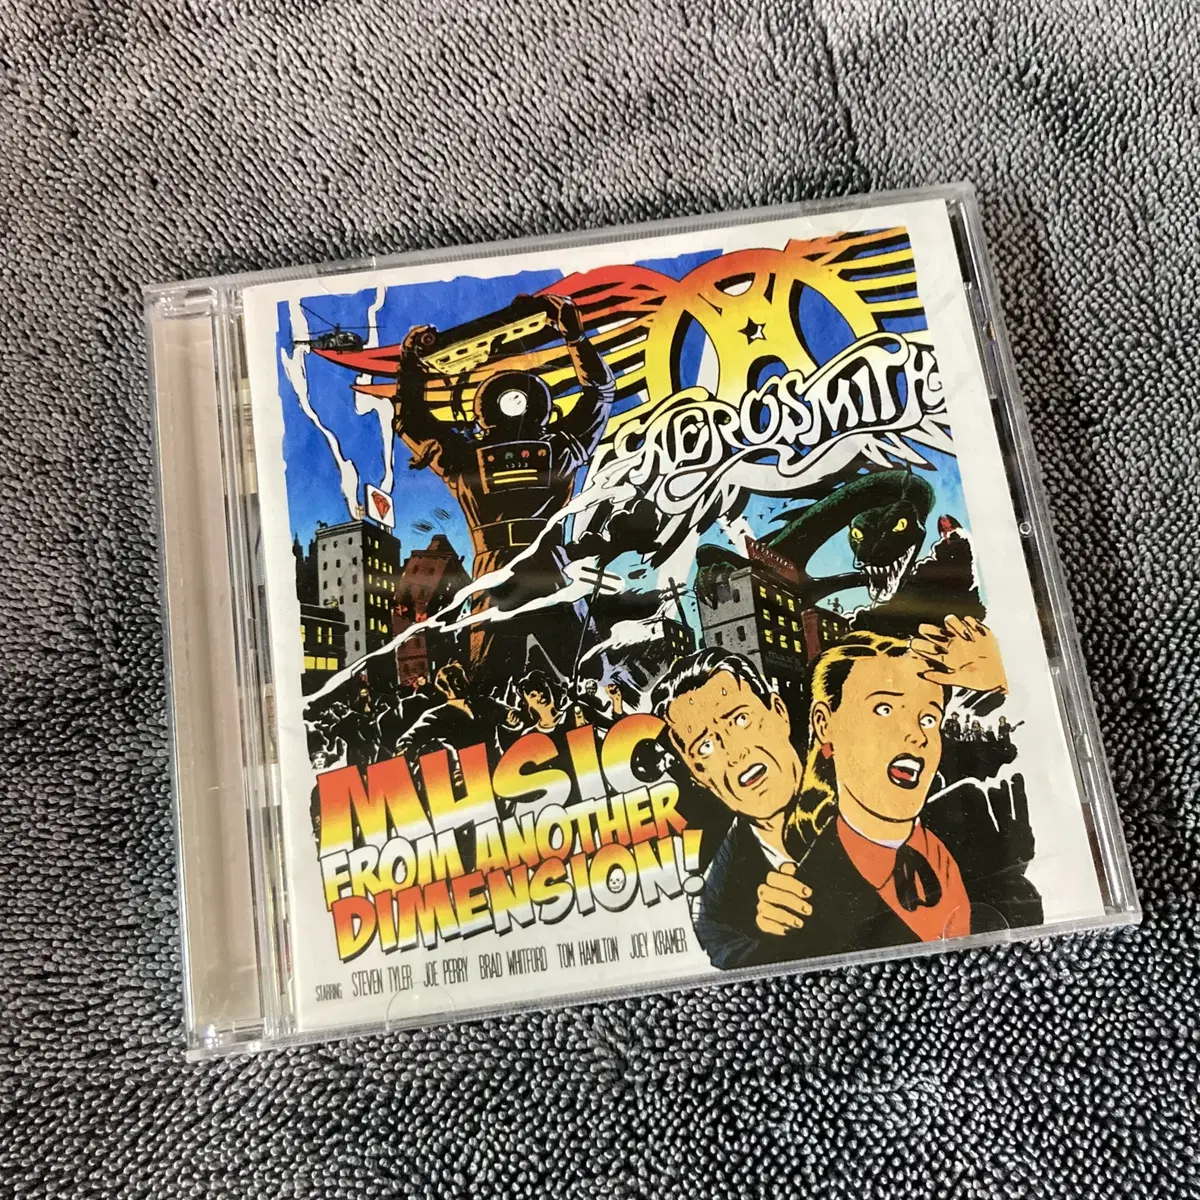 AEROSMITH
MUSIC
FROM ANOTHER
DIMENSION!
STARRING STEVEN TYLER JOE PERRY BRAD WHITFORD TOM HAMILTON JOEY KRAMER